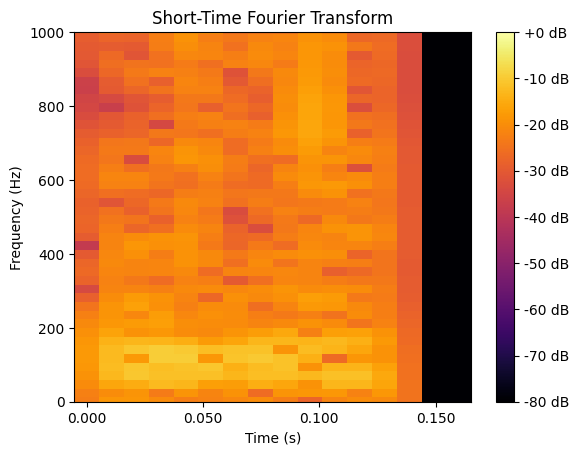 Short-Time Fourier Transform
1000
800
600
400
200
0
Frequency (Hz)
0.000
0.050
0.100
0.150
Time (s)
+0 dB
-10 dB
-20 dB
-30 dB
-40 dB
-50 dB
-60 dB
-70 dB
-80 dB